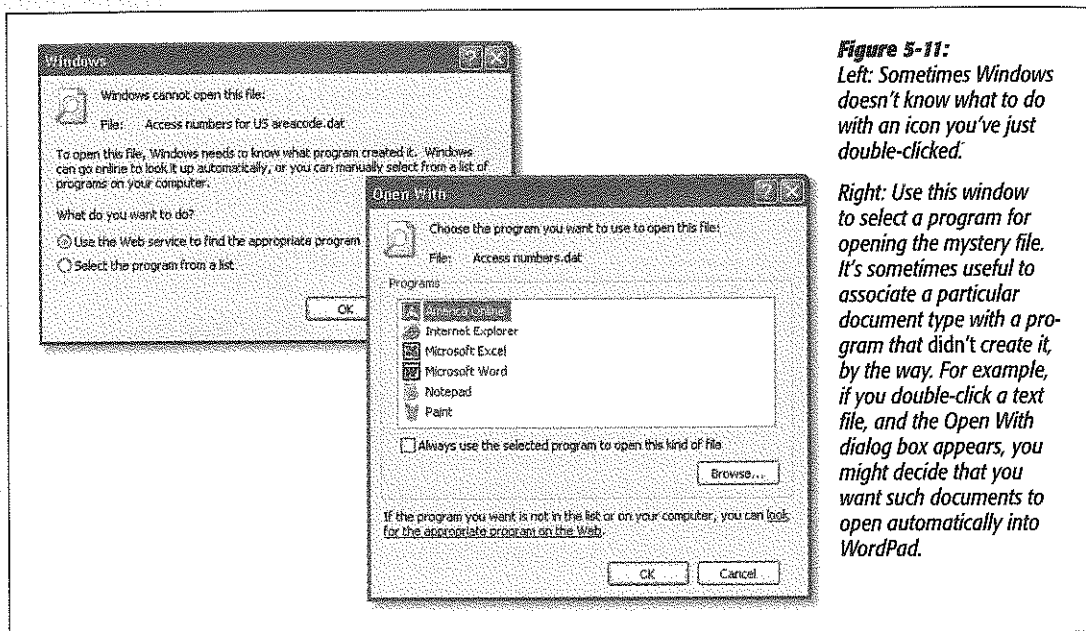 Windows
Windows cannot open this file:
File: Access numbers for US areacode.dat
To open this file, Windows needs to know what program created it. Windows
can go online to look it up automatically, or you can manually select from a list of
programs on your computer.
What do you want to do?
Use the Web service to find the appropriate program
Select the program from a list
OK
Open With
Choose the program you want to use to open this file:
File: Access numbers.dat
Programs
America Online
Internet Explorer
Microsoft Excel
Microsoft Word
Notepad
Paint
Always use the selected program to open this kind of file
Browse...
If the program you want is not in the list or on your computer, you can look
for the appropriate program on the Web.
OK
Cancel
Figure 5-11:
Left: Sometimes Windows
doesn't know what to do
with an icon you've just
double-clicked.
Right: Use this window
to select a program for
opening the mystery file.
It's sometimes useful to
associate a particular
document type with a pro-
gram that didn't create it,
by the way. For example,
if you double-click a text
file, and the Open With
dialog box appears, you
might decide that you
want such documents to
open automatically into
WordPad.